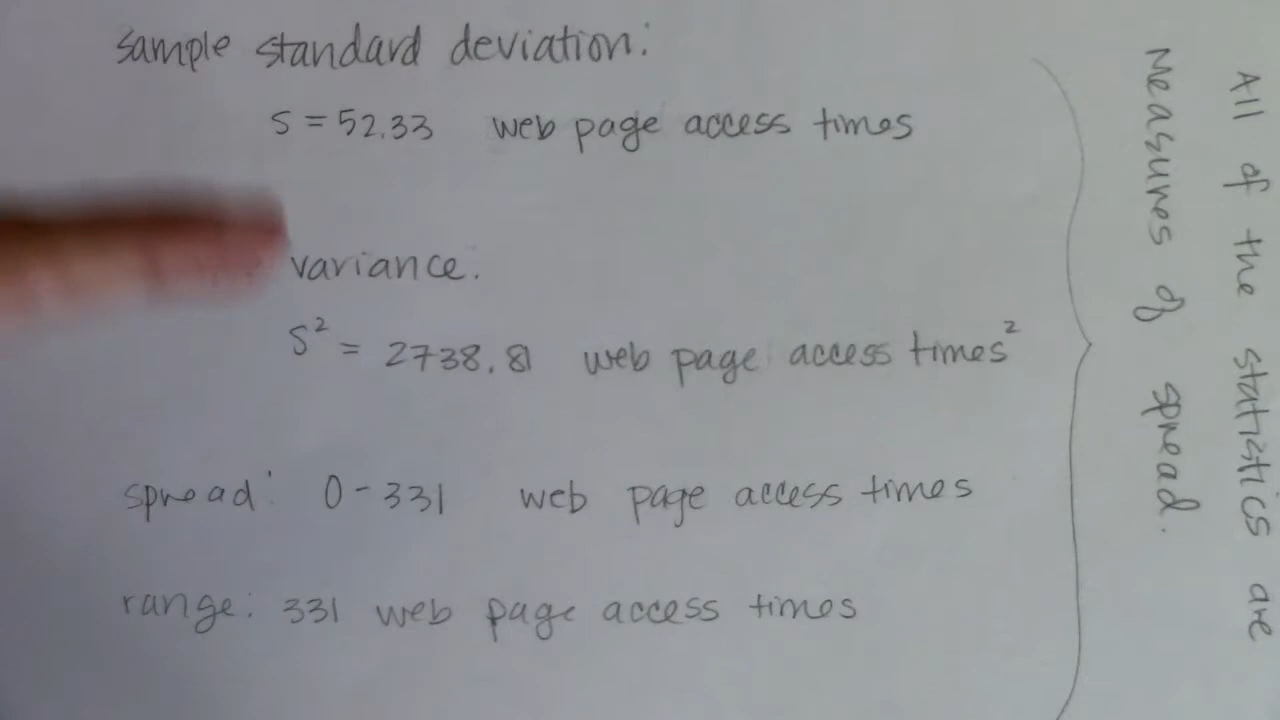 sample standard deviation:
s = 52.33 web page access times
variance:
s² = 2738.81 web page access times²
spread: 0-331 web page access times
range: 331 web page access times
All of the statistics are
measures of spread.